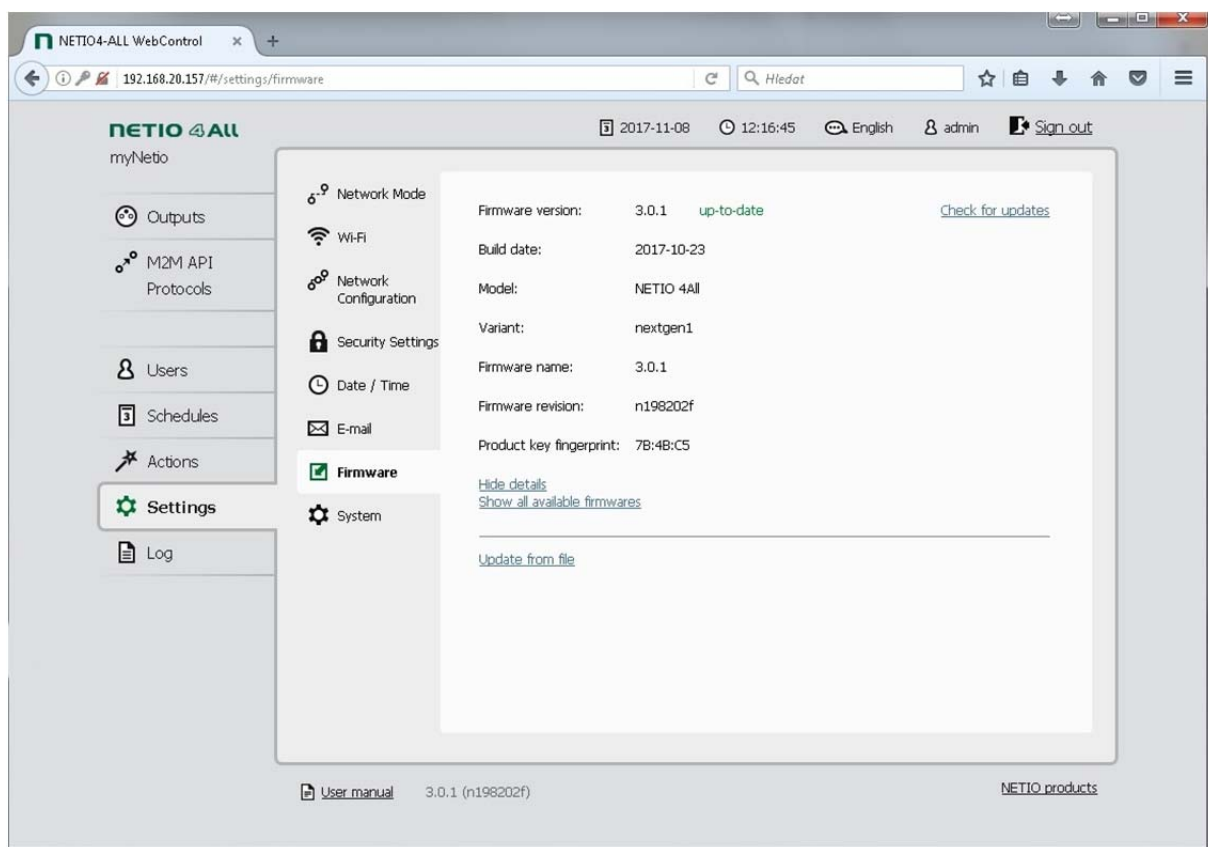 NETIO4-ALL WebControl
192.168.20.157/#/settings/firmware
Hledat
NETIO 4All
myNetio
2017-11-08
12:16:45
English
admin
Sign out
Outputs
M2M API
Protocols
Users
Schedules
Actions
Settings
Log
Network Mode
Wi-Fi
Network
Configuration
Security Settings
Date / Time
E-mail
Firmware
System
Firmware version: 3.0.1 up-to-date Check for updates
Build date: 2017-10-23
Model: NETIO 4All
Variant: nextgen1
Firmware name: 3.0.1
Firmware revision: n198202f
Product key fingerprint: 7B:4B:C5
Hide details
Show all available firmwares
Update from file
User manual 3.0.1 (n198202f)
NETIO products